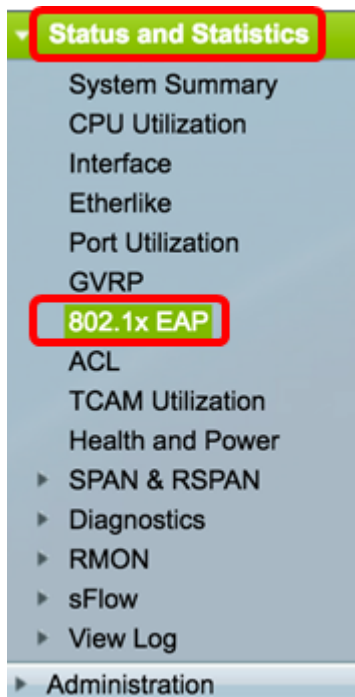 Status and Statistics
System Summary
CPU Utilization
Interface
Etherlike
Port Utilization
GVRP
802.1x EAP
ACL
TCAM Utilization
Health and Power
SPAN & RSPAN
Diagnostics
RMON
sFlow
View Log
Administration